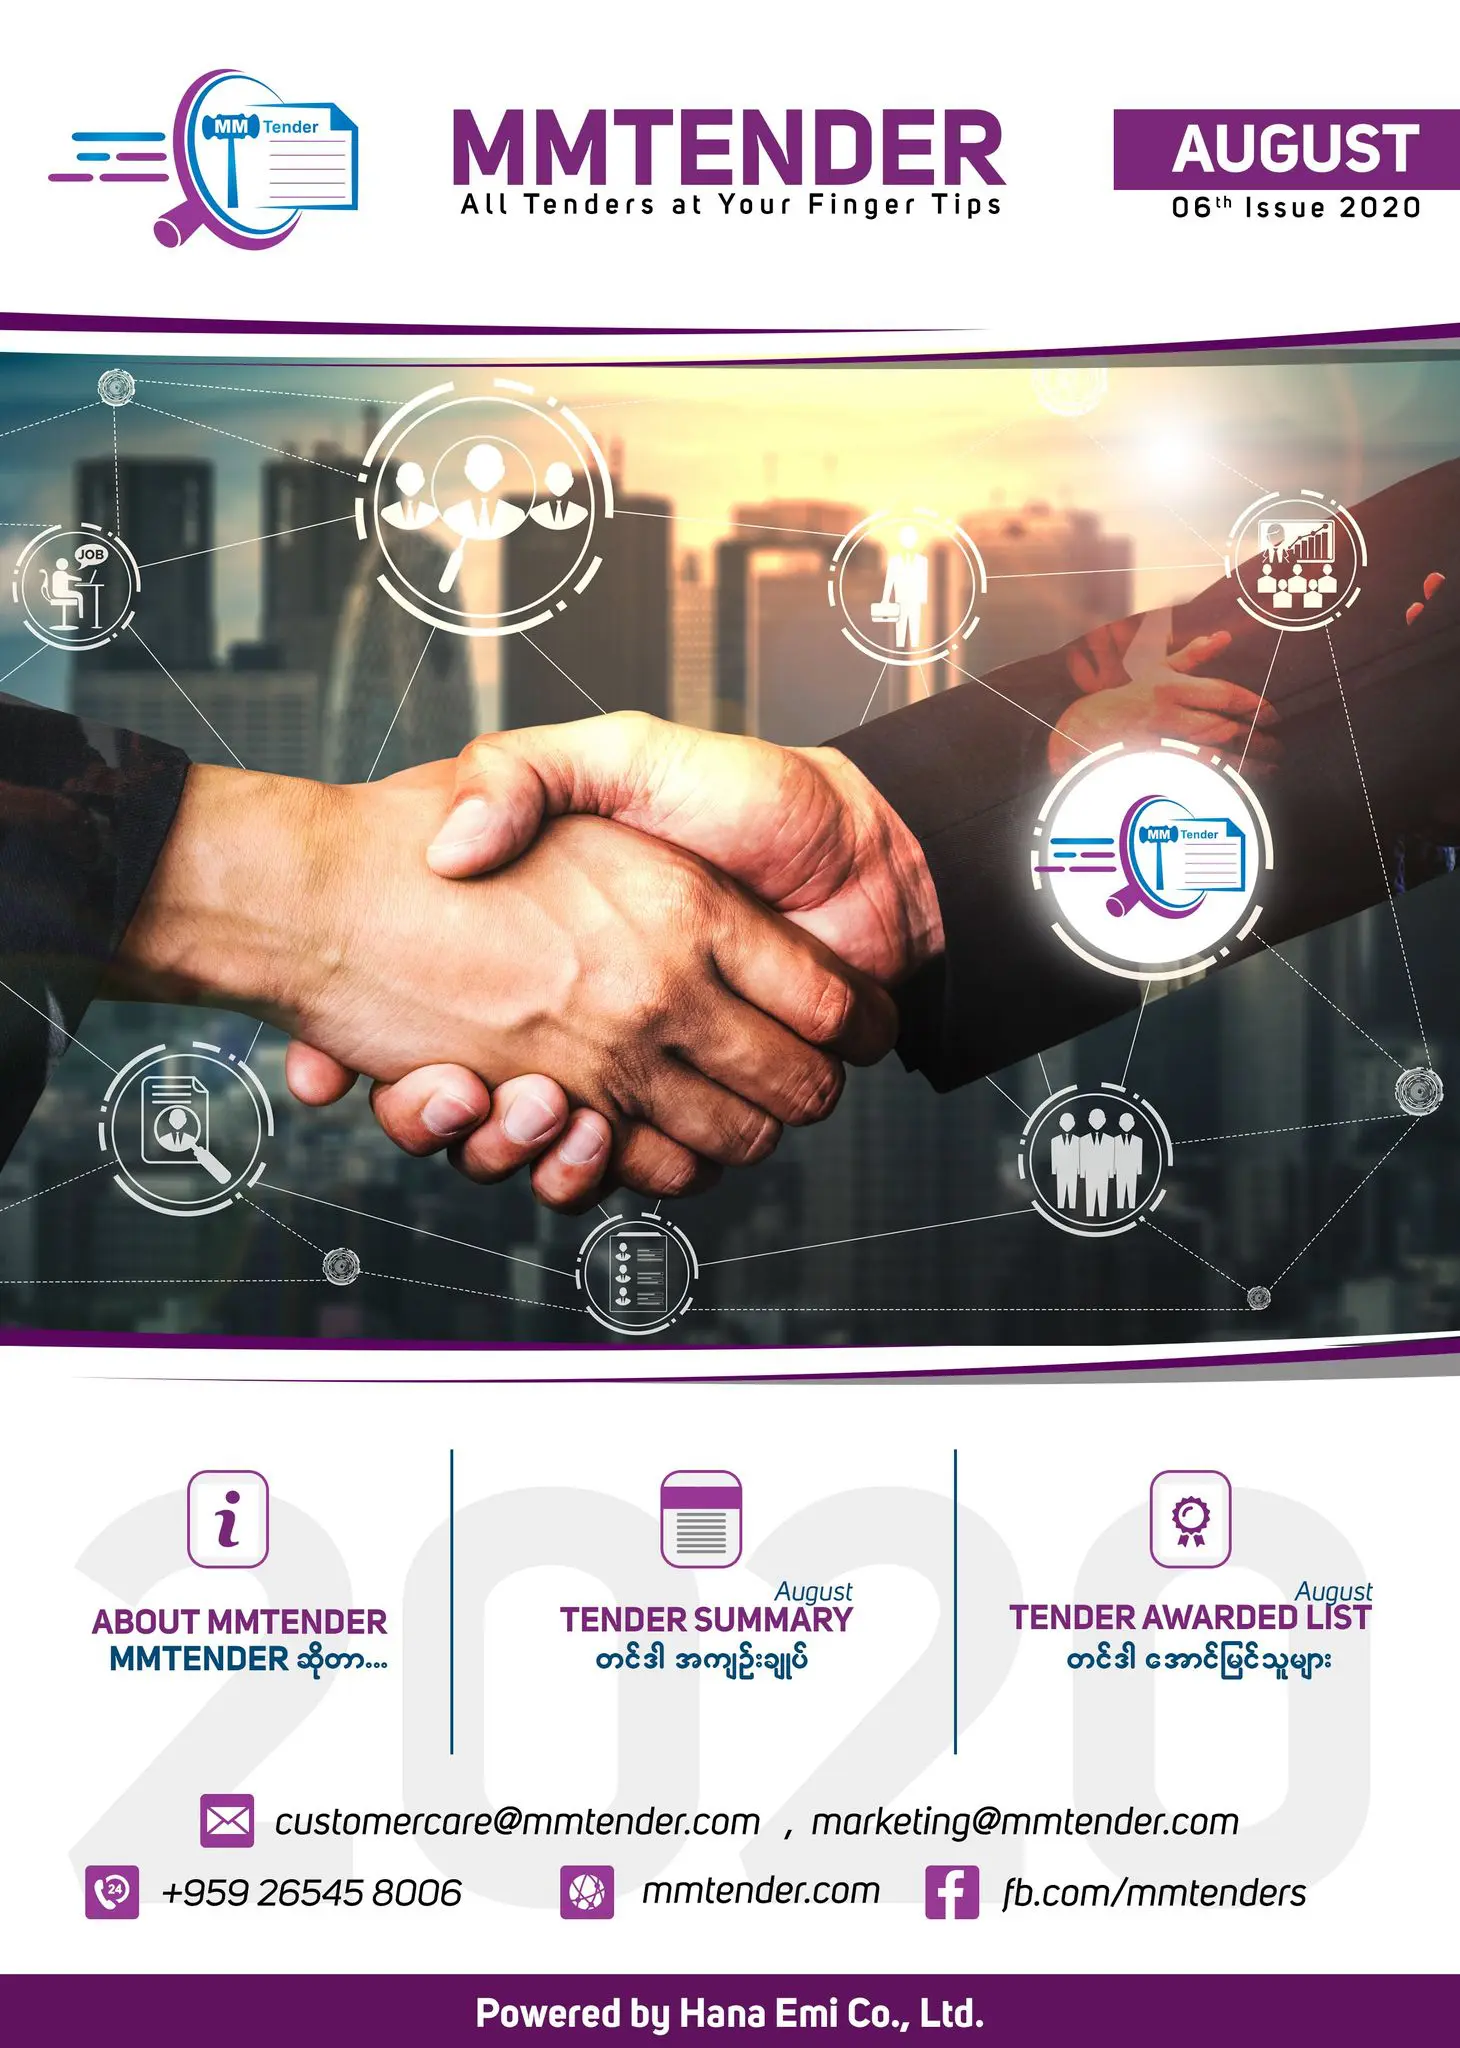 MM Tender
MMTENDER
All Tenders at Your Finger Tips
AUGUST
06th Issue 2020
JOB
MM Tender
2020
ABOUT MMTENDER
MMTENDER ဆိုတာ...
August
TENDER SUMMARY
တင်ဒါ အကျဉ်းချုပ်
August
TENDER AWARDED LIST
တင်ဒါ အောင်မြင်သူများ
customercare@mmtender.com , marketing@mmtender.com
24
+959 26545 8006
mmtender.com
fb.com/mmtenders
Powered by Hana Emi Co., Ltd.